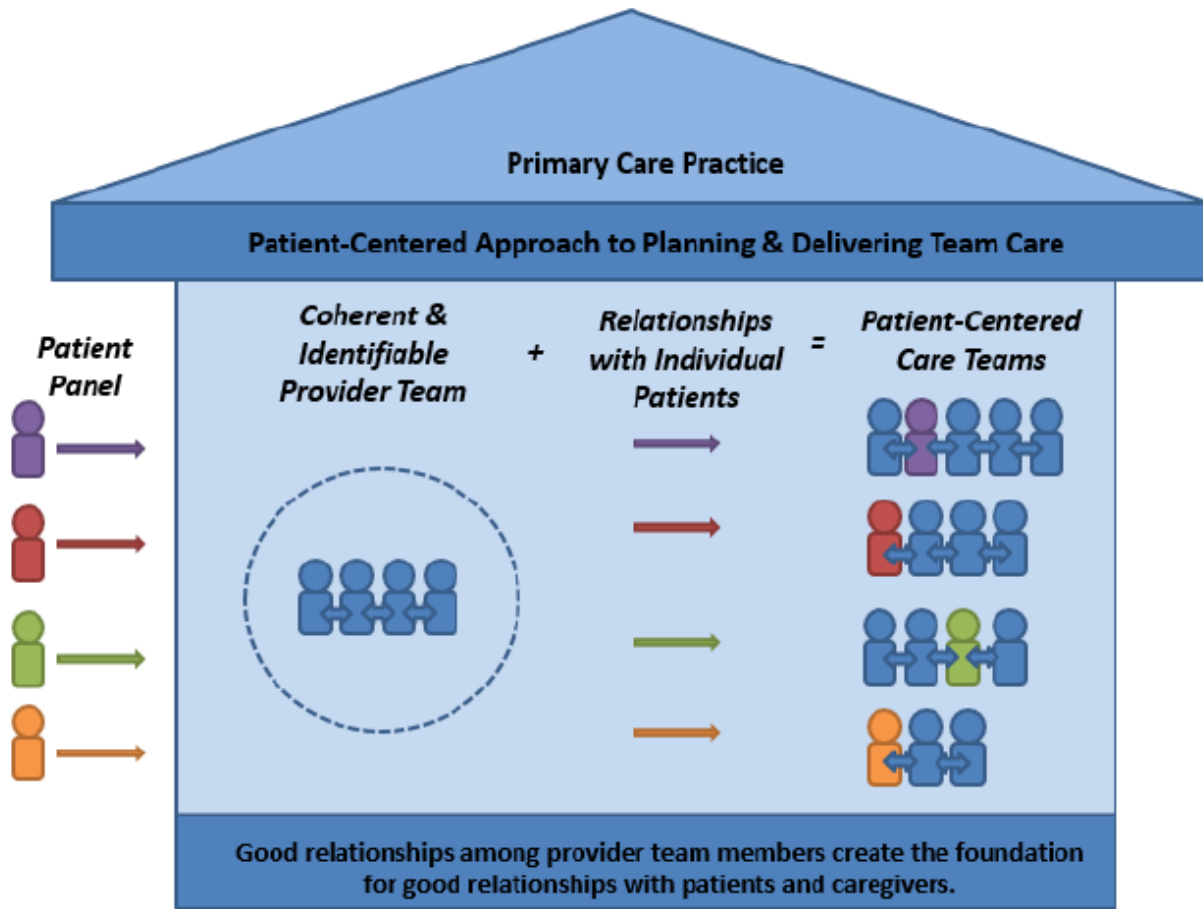 Primary Care Practice
Patient-Centered Approach to Planning & Delivering Team Care
Patient
Panel
Coherent &
Identifiable
Provider Team
+
Relationships
with Individual
Patients
=
Patient-Centered
Care Teams
Good relationships among provider team members create the foundation
for good relationships with patients and caregivers.